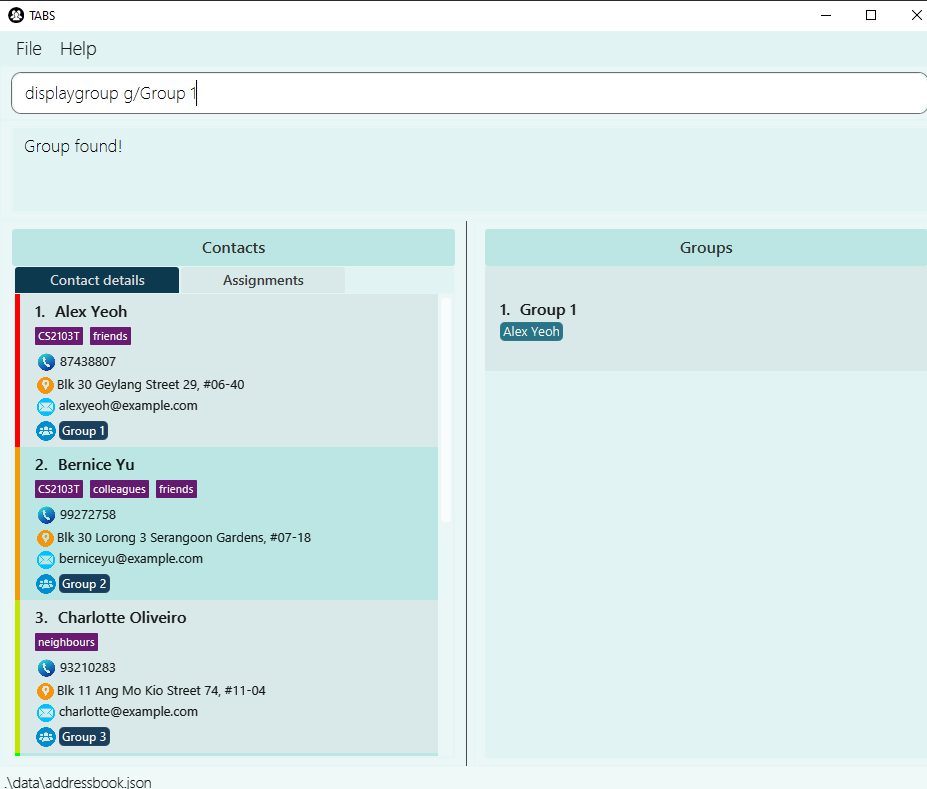 TABS
File Help
displaygroup g/Group 1
Group found!
Contacts
Contact details Assignments
1. Alex Yeoh
CS2103T friends
87438807
Blk 30 Geylang Street 29, #06-40
alexyeoh@example.com
Group 1
2. Bernice Yu
CS2103T colleagues friends
99272758
Blk 30 Lorong 3 Serangoon Gardens, #07-18
berniceyu@example.com
Group 2
3. Charlotte Oliveiro
neighbours
93210283
Blk 11 Ang Mo Kio Street 74, #11-04
charlotte@example.com
Group 3
Groups
1. Group 1
Alex Yeoh
.\data\addressbook.json